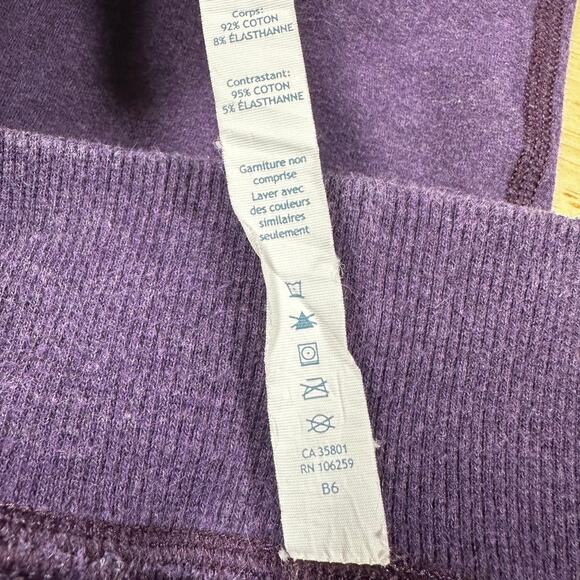 Corps:
92% COTON
8% ÉLASTHANNE
Contrastant:
95% COTON
5% ÉLASTHANNE
Garniture non
comprise
Laver avec
des couleurs
similaires
seulement
CA 35801
RN 106259
B6